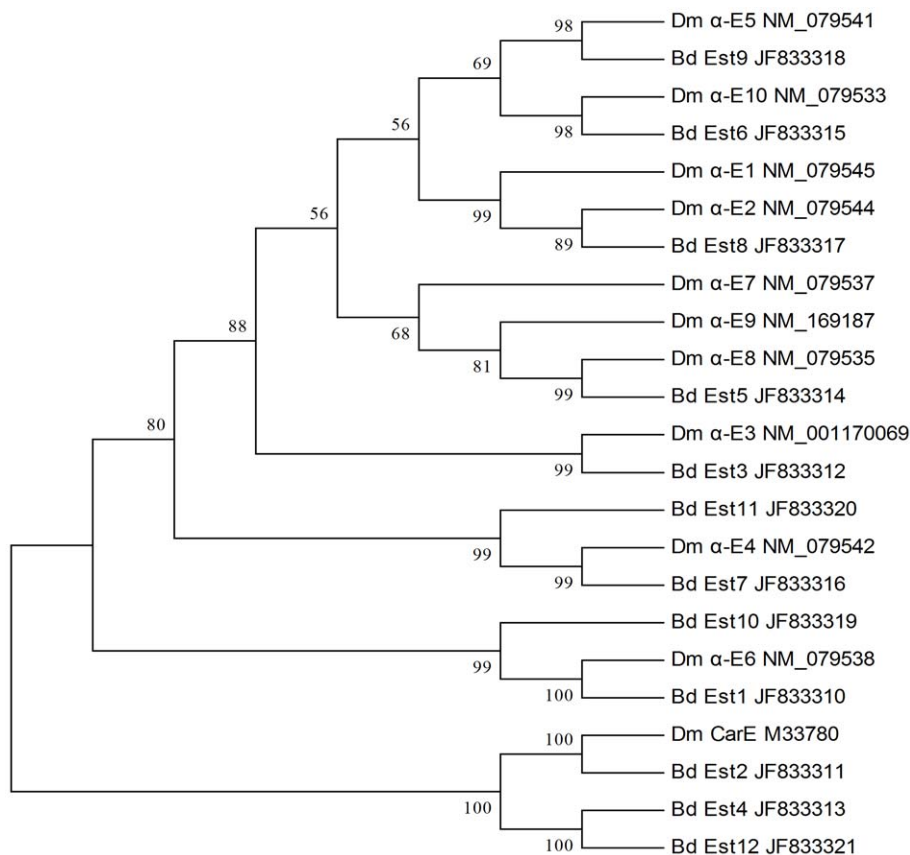 Dm α-E5 NM_079541
98
Bd Est9 JF833318
69
Dm α-E10 NM_079533
98
Bd Est6 JF833315
56
Dm α-E1 NM_079545
99
Dm α-E2 NM_079544
89
Bd Est8 JF833317
56
Dm α-E7 NM_079537
68
Dm α-E9 NM_169187
81
Dm α-E8 NM_079535
99
Bd Est5 JF833314
88
Dm α-E3 NM_001170069
99
Bd Est3 JF833312
80
Bd Est11 JF833320
99
Dm α-E4 NM_079542
99
Bd Est7 JF833316
Bd Est10 JF833319
99
Dm α-E6 NM_079538
100
Bd Est1 JF833310
Dm CarE M33780
100
Bd Est2 JF833311
100
Bd Est4 JF833313
100
Bd Est12 JF833321